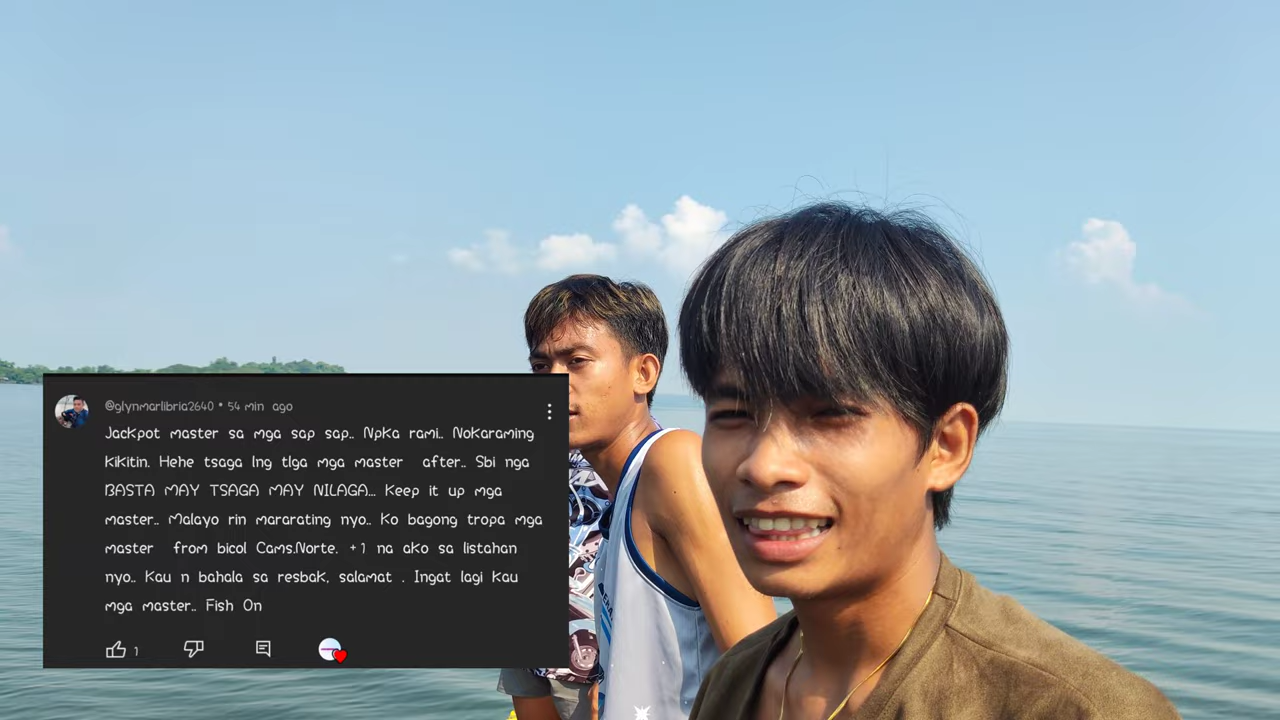 @glynmarlibria2640 • 54 min ago
Jackpot master sa mga sap sap.. Npka rami.. Nokaraming
kikitin. Hehe tsaga lng tlga mga master after.. Sbi nga
BASTA MAY TSAGA MAY NILAGA... Keep it up mga
master.. Malayo rin mararating nyo.. Ko bagong tropa mga
master from bicol Cams.Norte. +1 na ako sa listahan
nyo.. Kau n bahala sa resbak, salamat . Ingat lagi kau
mga master.. Fish On
1